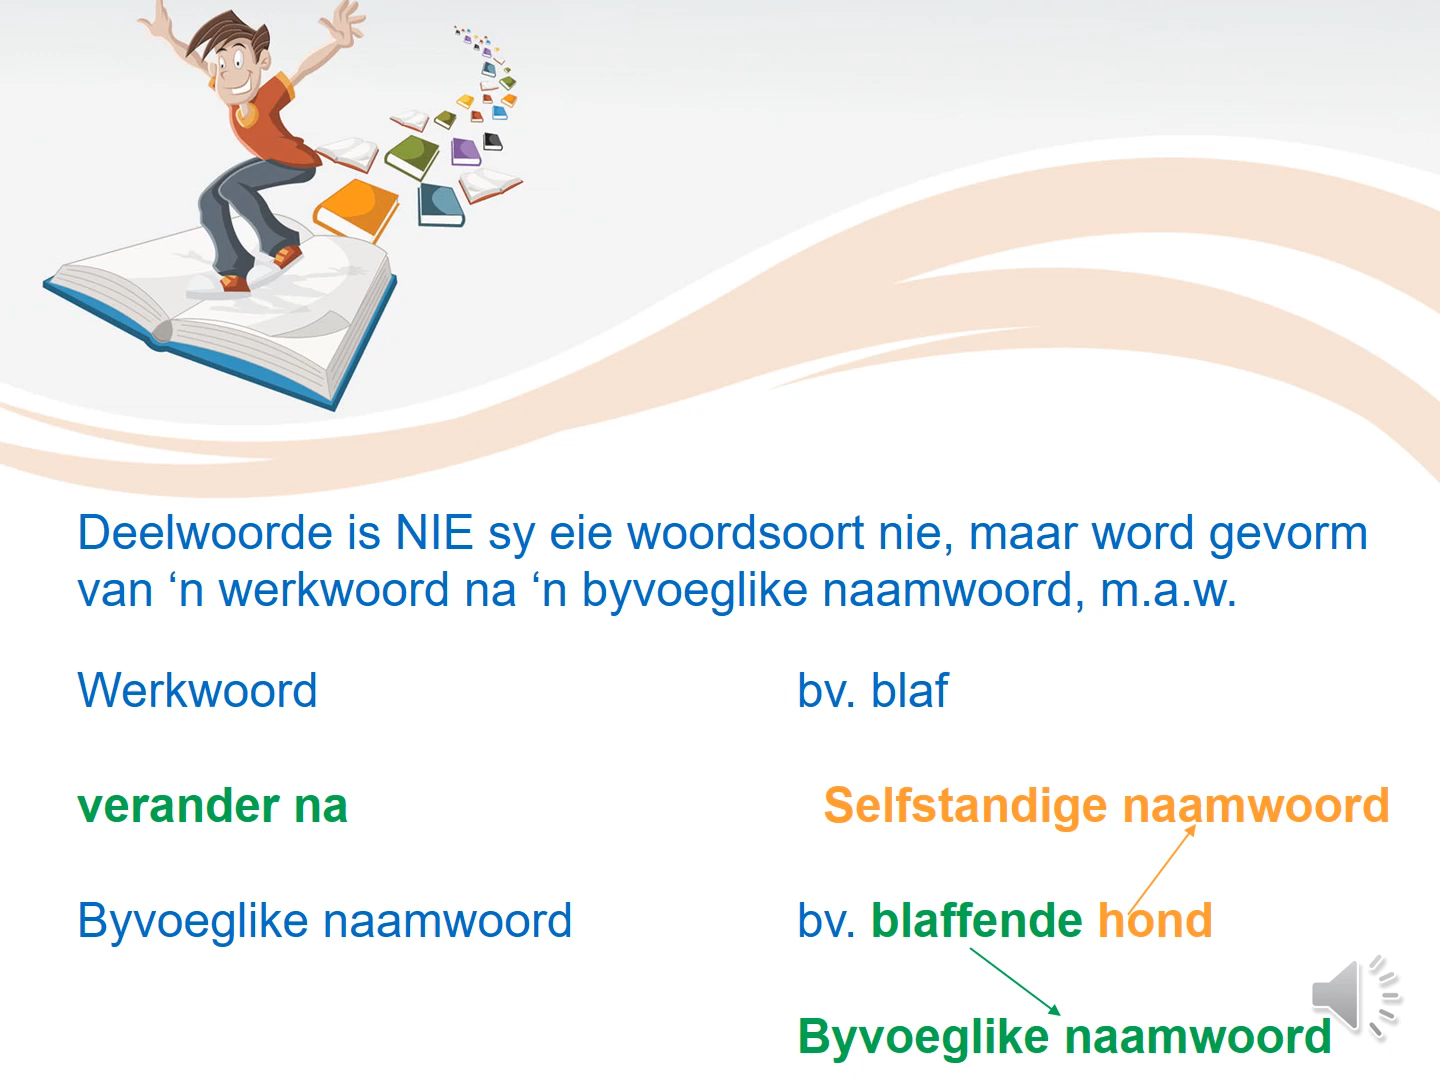 Deelwoorde is NIE sy eie woordsoort nie, maar word gevorm
van ‘n werkwoord na ‘n byvoeglike naamwoord, m.a.w.
Werkwoord bv. blaf
verander na Selfstandige naamwoord
Byvoeglike naamwoord bv. blaffende hond
Byvoeglike naamwoord